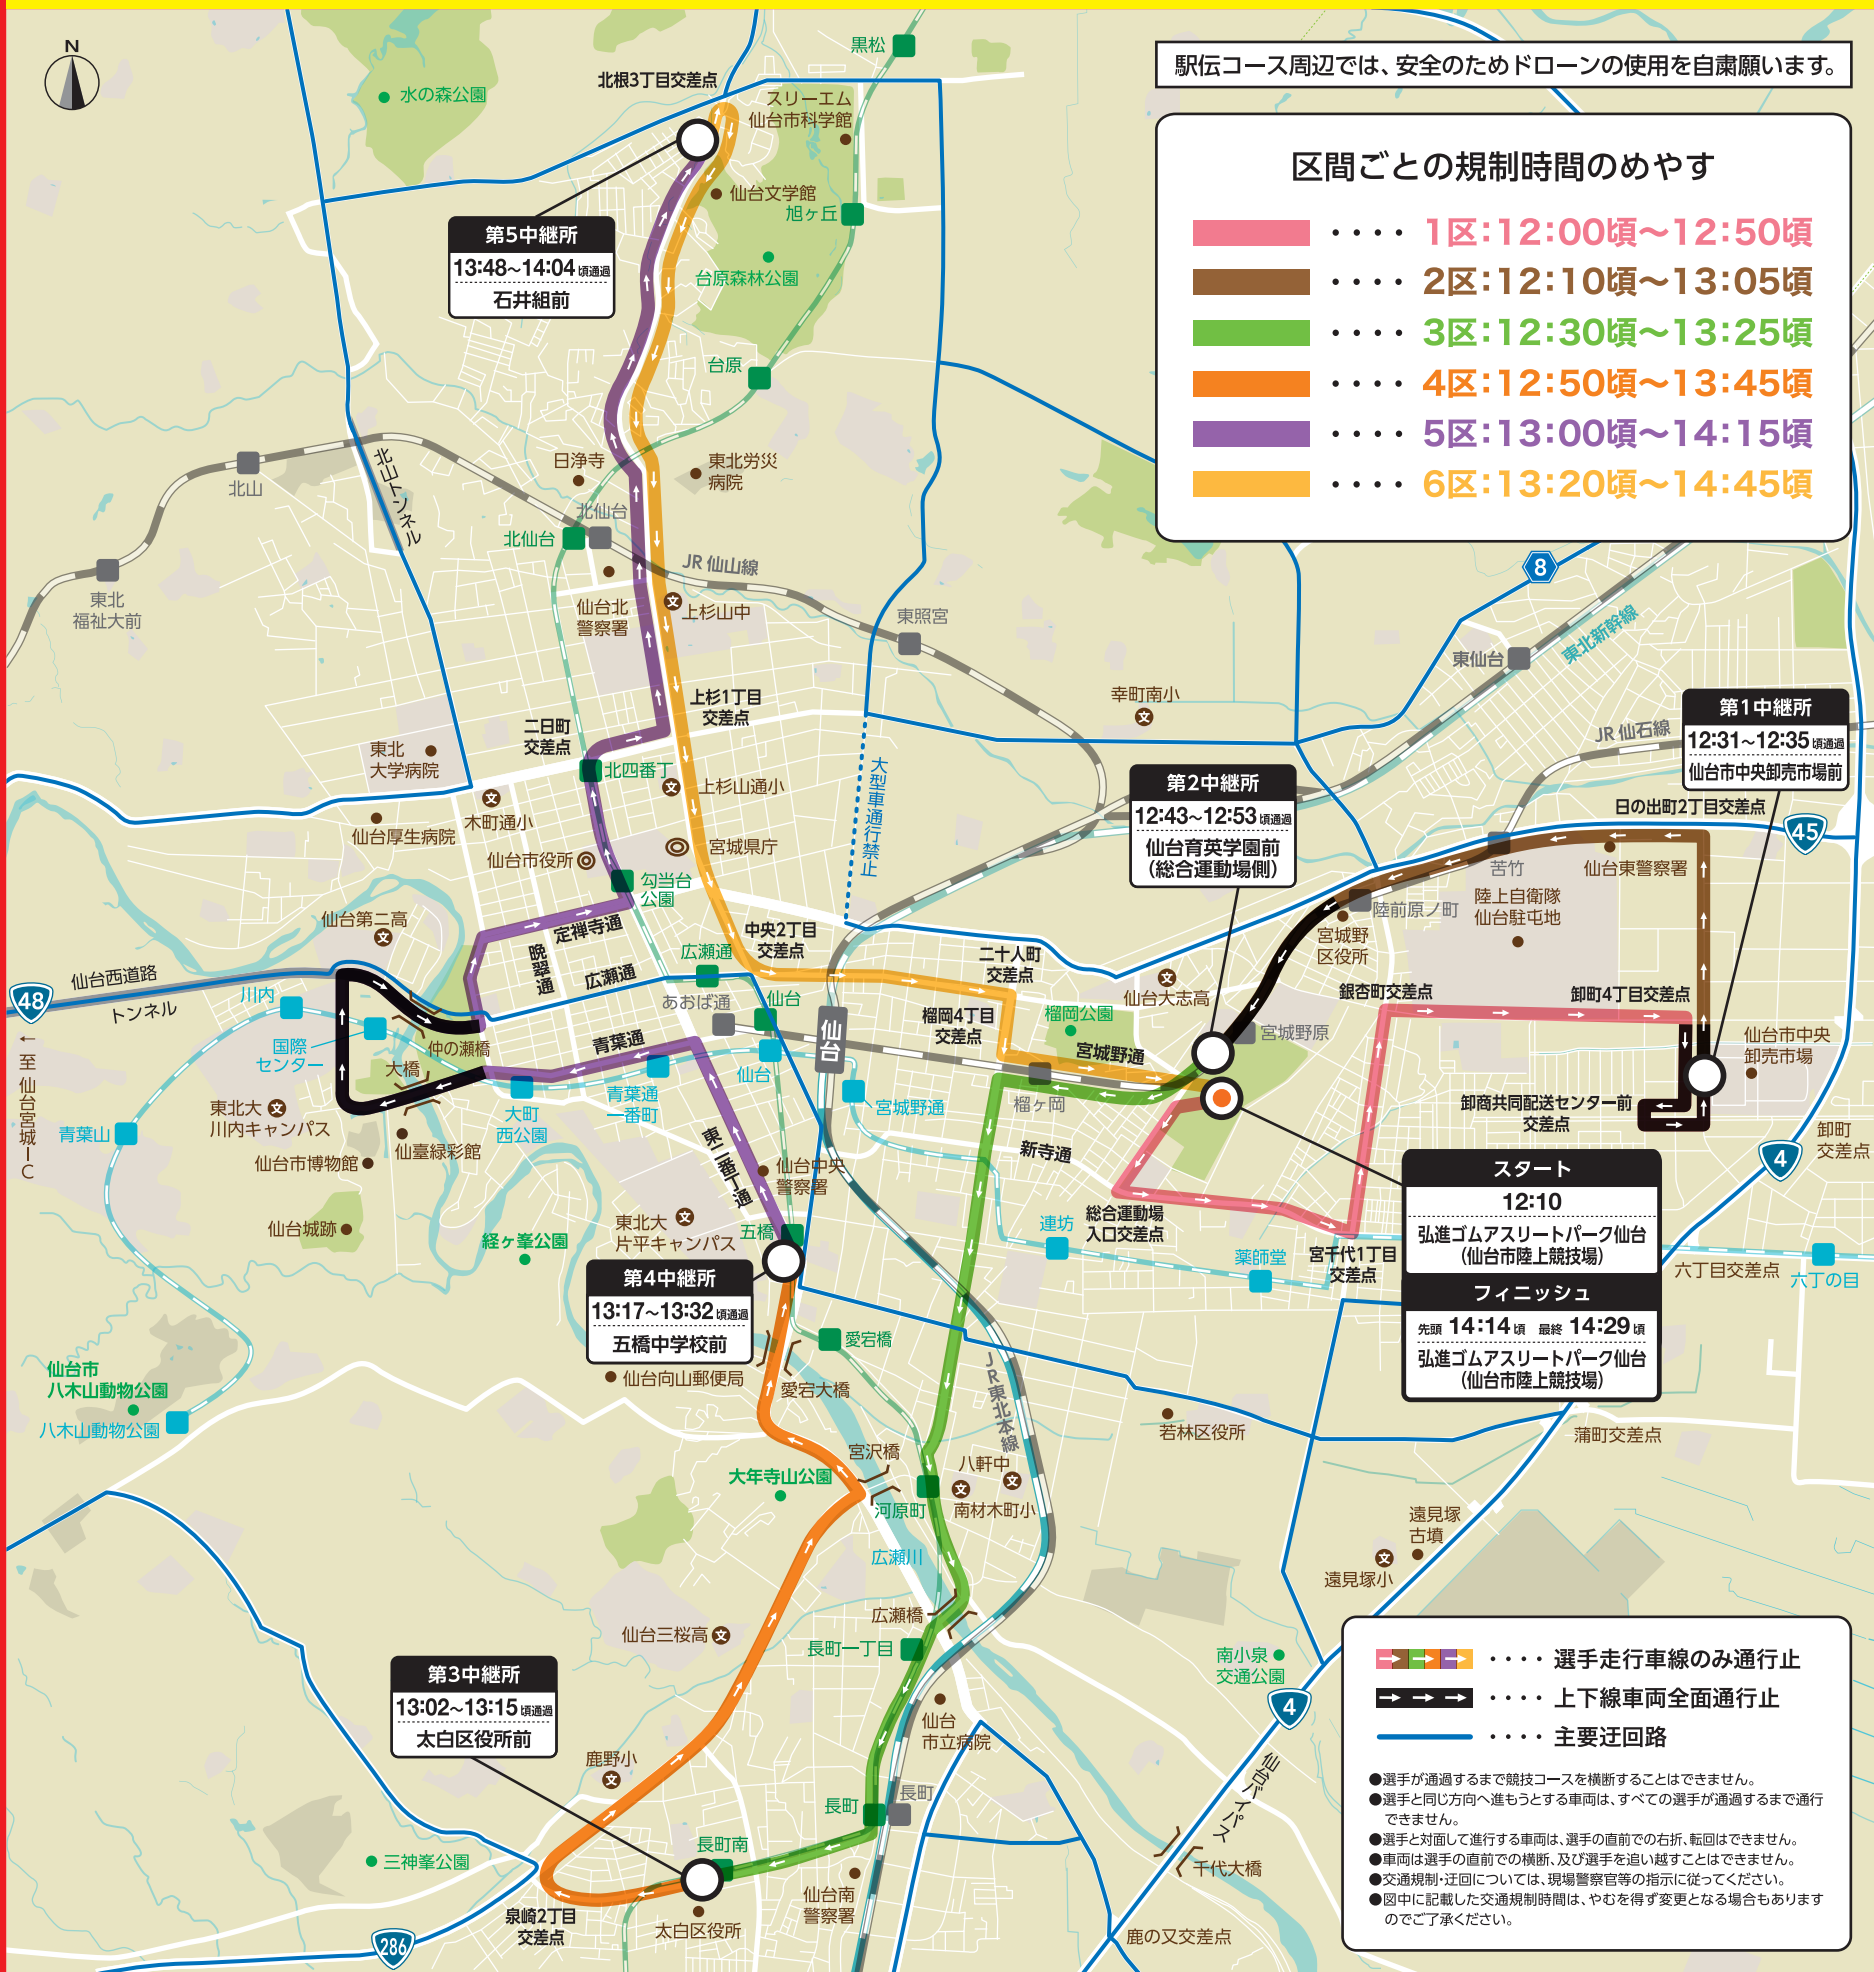 駅伝コース周辺では、安全のためドローンの使用を自粛願います。
区間ごとの規制時間のめやす
・・・・ 1区：12：00頃～12：50頃
・・・・ 2区：12：10頃～13：05頃
・・・・ 3区：12：30頃～13：25頃
・・・・ 4区：12：50頃～13：45頃
・・・・ 5区：13：00頃～14：15頃
・・・・ 6区：13：20頃～14：45頃
N
水の森公園
北根3丁目交差点
黒松
スリーエム
仙台市科学館
仙台文学館
旭ヶ丘
台原森林公園
第5中継所
13:48～14:04 頃通過
石井組前
台原
北山
北山トンネル
日浄寺
東北労災
病院
北仙台
北仙台
JR 仙山線
東北
福祉大前
仙台北
警察署
上杉山中
東照宮
8
東北新幹線
東仙台
幸町南小
上杉1丁目
交差点
二日町
交差点
東北
大学病院
北四番丁
上杉山通小
大型車通行禁止
JR 仙石線
第1中継所
12:31～12:35 頃通過
仙台市中央卸売市場前
第2中継所
12:43～12:53 頃通過
仙台育英学園前
（総合運動場側）
日の出町2丁目交差点
45
木町通小
仙台厚生病院
仙台市役所
宮城県庁
勾当台
公園
苦竹
仙台東警察署
陸上自衛隊
仙台駐屯地
陸前原ノ町
宮城野
区役所
仙台第二高
定禅寺通
晩翠通
広瀬通
広瀬通
中央2丁目
交差点
二十人町
交差点
仙台西道路
トンネル
48
川内
国際
センター
仲の瀬橋
大橋
あおば通
仙台
仙台
仙台
青葉通
榴岡4丁目
交差点
榴岡公園
仙台大志高
宮城野原
宮城野通
銀杏町交差点
卸町4丁目交差点
仙台市中央
卸売市場
卸商共同配送センター前
交差点
卸町
交差点
4
← 至 仙台宮城IC
青葉山
東北大
川内キャンパス
仙臺緑彩館
仙台市博物館
仙台城跡
大町
西公園
青葉通
一番町
宮城野通
榴ヶ岡
新寺通
東二番丁通
仙台中央
警察署
東北大
片平キャンパス
五橋
経ヶ峯公園
連坊
総合運動場
入口交差点
薬師堂
宮千代1丁目
交差点
スタート
12:10
弘進ゴムアスリートパーク仙台
（仙台市陸上競技場）
フィニッシュ
先頭 14:14 頃 最終 14:29 頃
弘進ゴムアスリートパーク仙台
（仙台市陸上競技場）
六丁目交差点
六丁の目
第4中継所
13:17～13:32 頃通過
五橋中学校前
仙台向山郵便局
愛宕橋
愛宕大橋
JR東北本線
仙台市
八木山動物公園
八木山動物公園
若林区役所
蒲町交差点
宮沢橋
大年寺山公園
八軒中
河原町
南材木町小
広瀬川
遠見塚
古墳
遠見塚小
広瀬橋
仙台三桜高
長町一丁目
南小泉
交通公園
4
第3中継所
13:02～13:15 頃通過
太白区役所前
仙台
市立病院
鹿野小
長町
長町
仙台バイパス
長町南
三神峯公園
千代大橋
泉崎2丁目
交差点
太白区役所
仙台南
警察署
鹿の又交差点
286
・・・・ 選手走行車線のみ通行止
・・・・ 上下線車両全面通行止
・・・・ 主要迂回路
●選手が通過するまで競技コースを横断することはできません。
●選手と同じ方向へ進もうとする車両は、すべての選手が通過するまで通行
できません。
●選手と対面して進行する車両は、選手の直前での右折、転回はできません。
●車両は選手の直前での横断、及び選手を追い越すことはできません。
●交通規制・迂回については、現場警察官等の指示に従ってください。
●図中に記載した交通規制時間は、やむを得ず変更となる場合もあります
のでご了承ください。